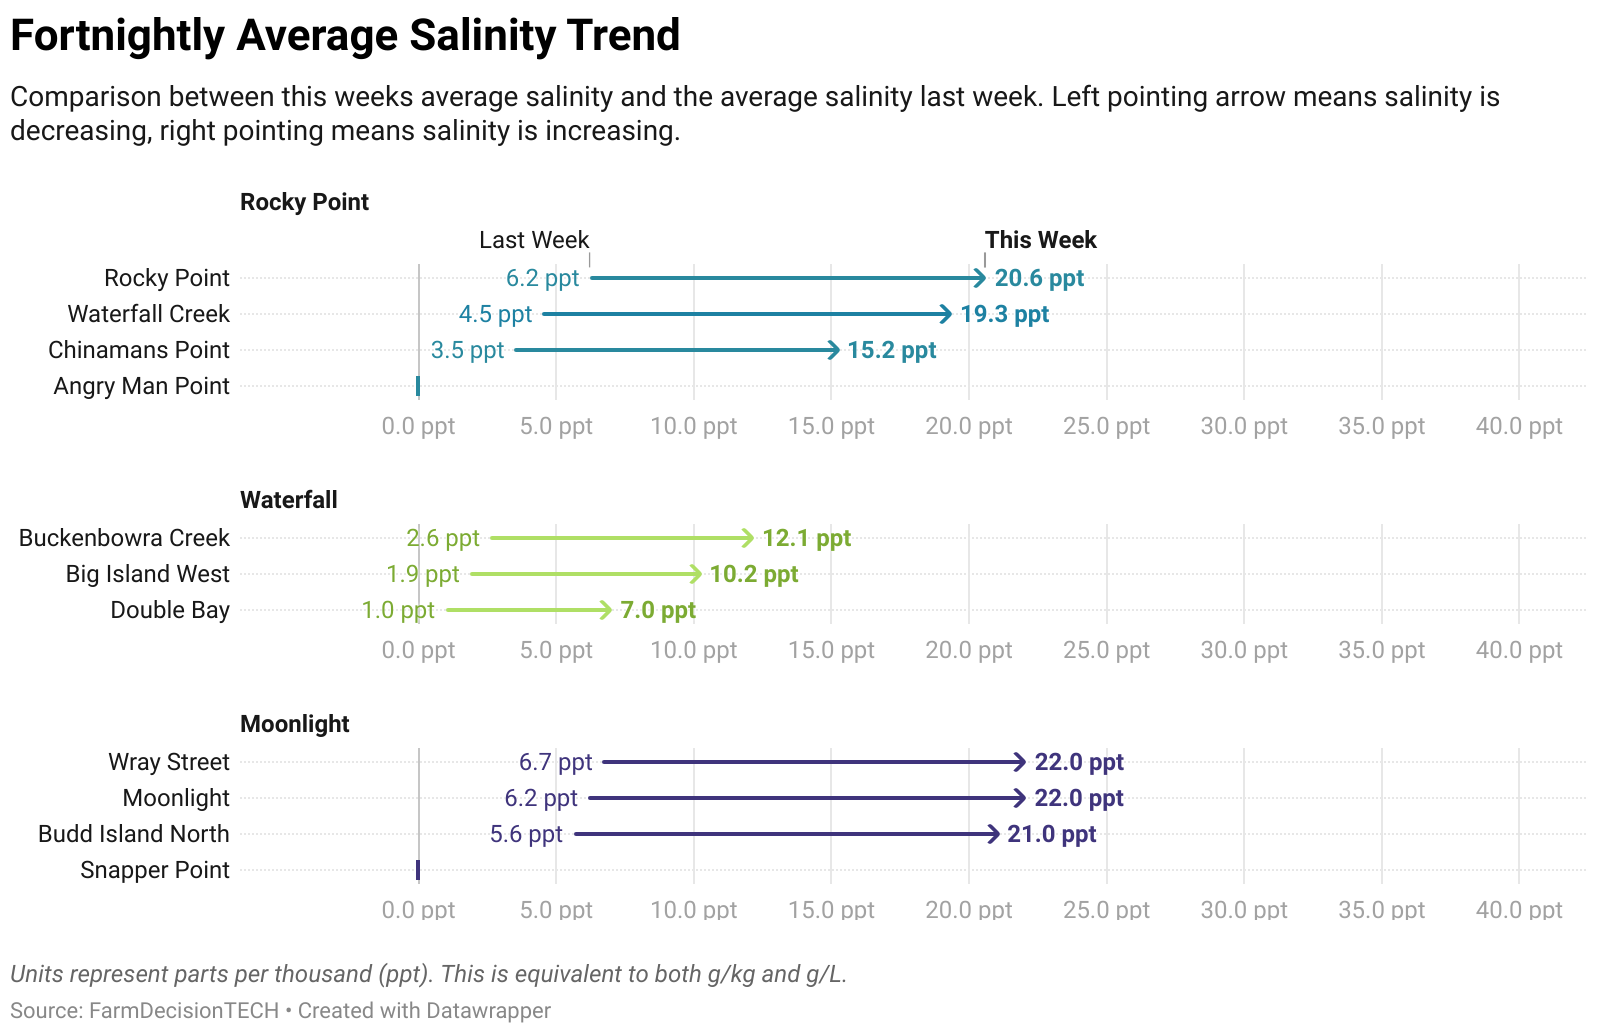 Fortnightly Average Salinity Trend
Comparison between this weeks average salinity and the average salinity last week. Left pointing arrow means salinity is
decreasing, right pointing means salinity is increasing.
Rocky Point
Last Week This Week
Rocky Point 6.2 ppt 20.6 ppt
Waterfall Creek 4.5 ppt 19.3 ppt
Chinamans Point 3.5 ppt 15.2 ppt
Angry Man Point
0.0 ppt 5.0 ppt 10.0 ppt 15.0 ppt 20.0 ppt 25.0 ppt 30.0 ppt 35.0 ppt 40.0 ppt
Waterfall
Buckenbowra Creek 2.6 ppt 12.1 ppt
Big Island West 1.9 ppt 10.2 ppt
Double Bay 1.0 ppt 7.0 ppt
0.0 ppt 5.0 ppt 10.0 ppt 15.0 ppt 20.0 ppt 25.0 ppt 30.0 ppt 35.0 ppt 40.0 ppt
Moonlight
Wray Street 6.7 ppt 22.0 ppt
Moonlight 6.2 ppt 22.0 ppt
Budd Island North 5.6 ppt 21.0 ppt
Snapper Point
0.0 ppt 5.0 ppt 10.0 ppt 15.0 ppt 20.0 ppt 25.0 ppt 30.0 ppt 35.0 ppt 40.0 ppt
Units represent parts per thousand (ppt). This is equivalent to both g/kg and g/L.
Source: FarmDecisionTECH • Created with Datawrapper